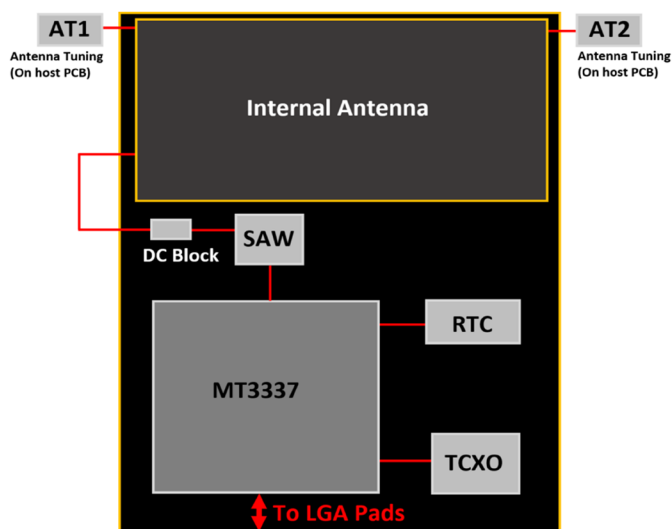 AT1
Antenna Tuning
(On host PCB)
AT2
Antenna Tuning
(On host PCB)
Internal Antenna
DC Block
SAW
MT3337
RTC
TCXO
To LGA Pads